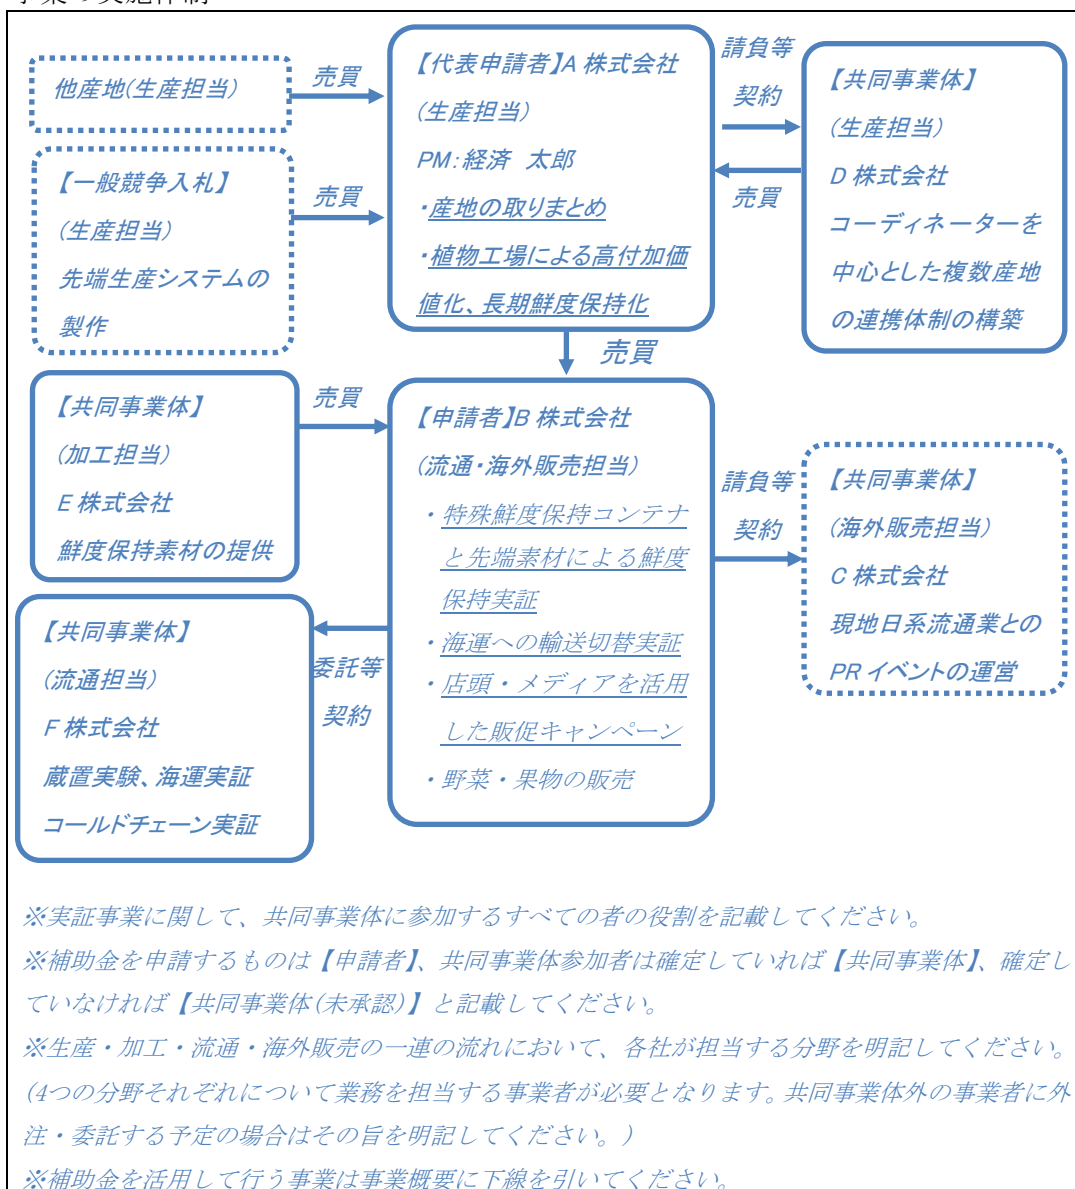 他産地(生産担当)
売買
【一般競争入札】
(生産担当)
先端生産システムの
製作
売買
【代表申請者】A 株式会社
(生産担当)
PM:経済　太郎
・産地の取りまとめ
・植物工場による高付加価
値化、長期鮮度保持化
請負等
契約
売買
【共同事業体】
(生産担当)
D 株式会社
コーディネーターを
中心とした複数産地
の連携体制の構築
売買
【共同事業体】
(加工担当)
E 株式会社
鮮度保持素材の提供
売買
【申請者】B 株式会社
(流通・海外販売担当)
・特殊鮮度保持コンテナ
と先端素材による鮮度
保持実証
・海運への輸送切替実証
・店頭・メディアを活用
した販促キャンペーン
・野菜・果物の販売
請負等
契約
【共同事業体】
(海外販売担当)
C 株式会社
現地日系流通業との
PR イベントの運営
【共同事業体】
(流通担当)
F 株式会社
蔵置実験、海運実証
コールドチェーン実証
委託等
契約
※実証事業に関して、共同事業体に参加するすべての者の役割を記載してください。
※補助金を申請するものは【申請者】、共同事業体参加者は確定していれば【共同事業体】、確定し
ていなければ【共同事業体(未承認)】と記載してください。
※生産・加工・流通・海外販売の一連の流れにおいて、各社が担当する分野を明記してください。
(4つの分野それぞれについて業務を担当する事業者が必要となります。共同事業体外の事業者に外
注・委託する予定の場合はその旨を明記してください。)
※補助金を活用して行う事業は事業概要に下線を引いてください。